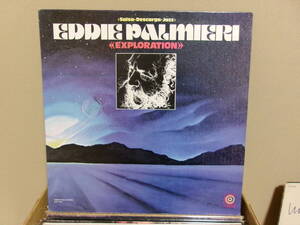 •Salsa-Descarga-Jazz•
EDDIE PALMIERI
«EXPLORATION»